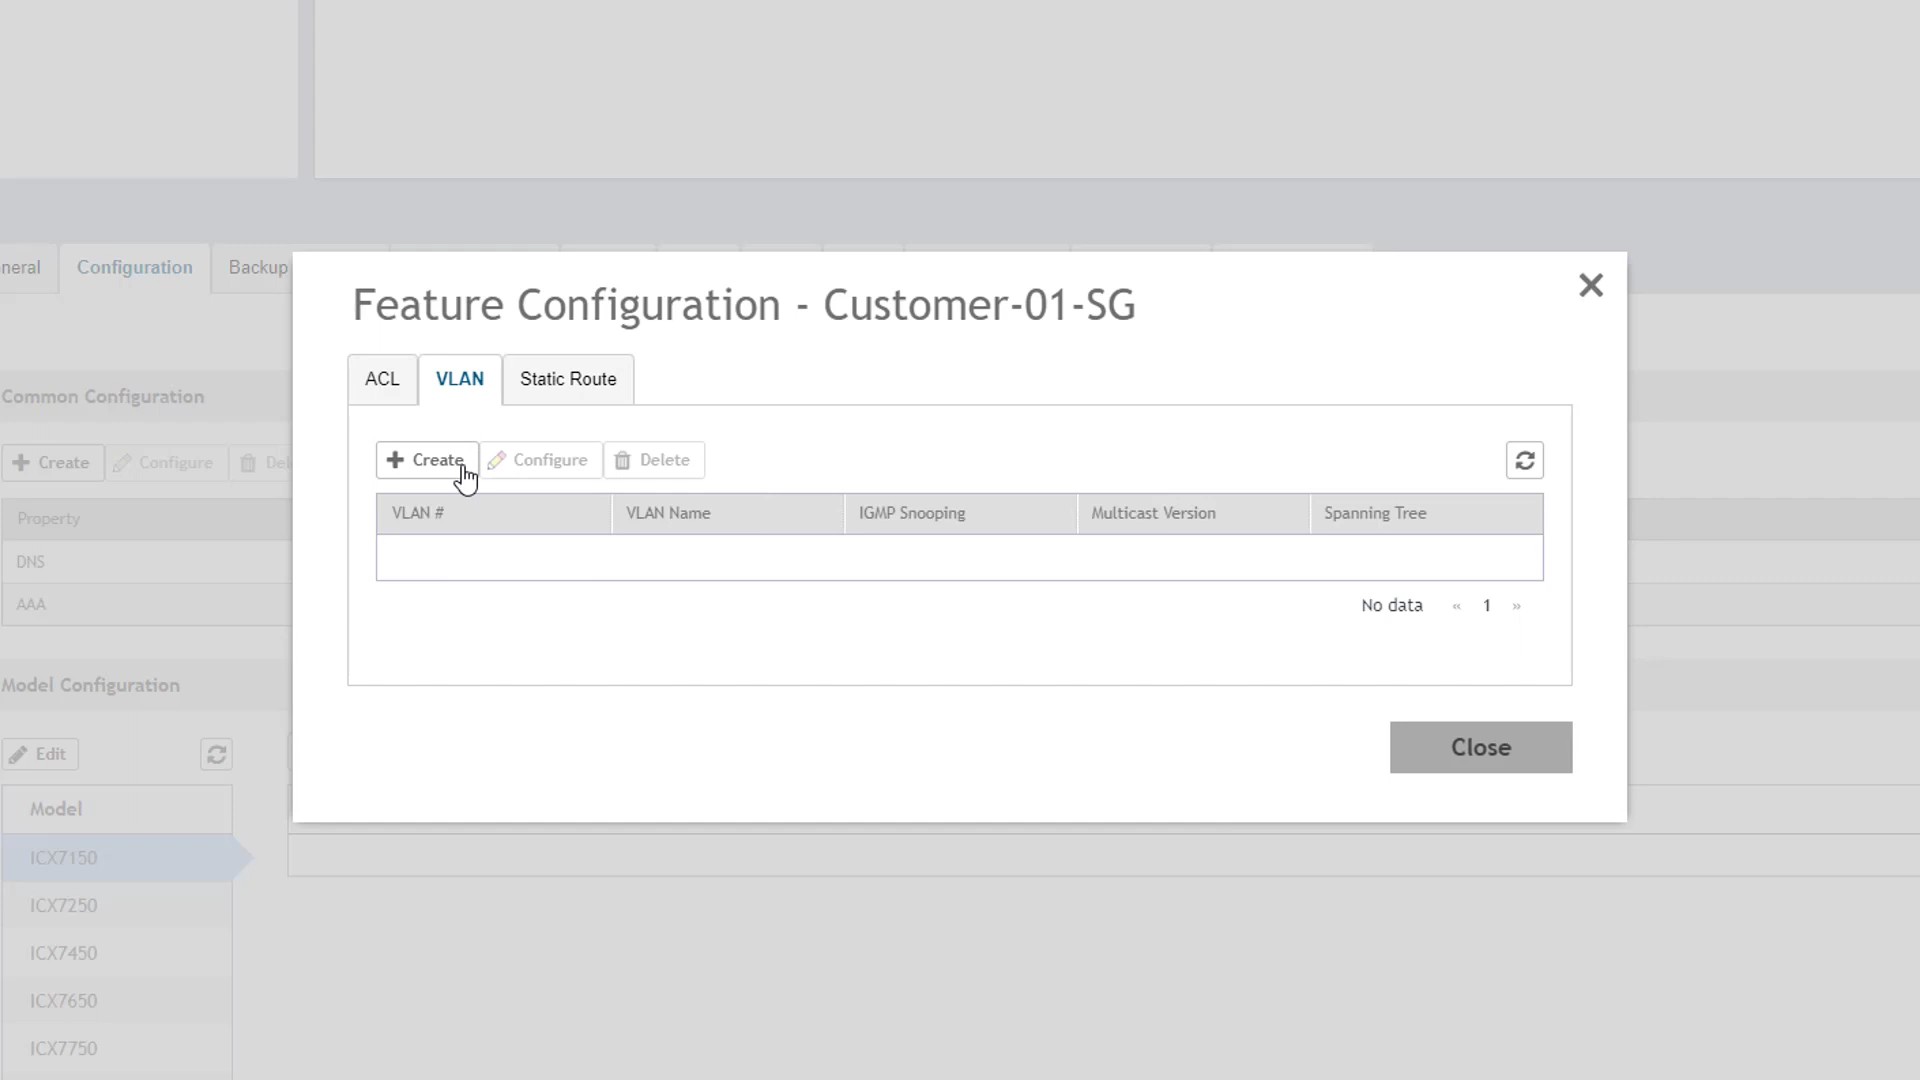 neral Configuration Backup
Feature Configuration - Customer-01-SG
ACL VLAN Static Route
Create Configure Delete
VLAN # VLAN Name IGMP Snooping Multicast Version Spanning Tree
No data « 1 »
Close
Common Configuration
Create Configure Del
Property
DNS
AAA
Model Configuration
Edit
Model
ICX7150
ICX7250
ICX7450
ICX7650
ICX7750